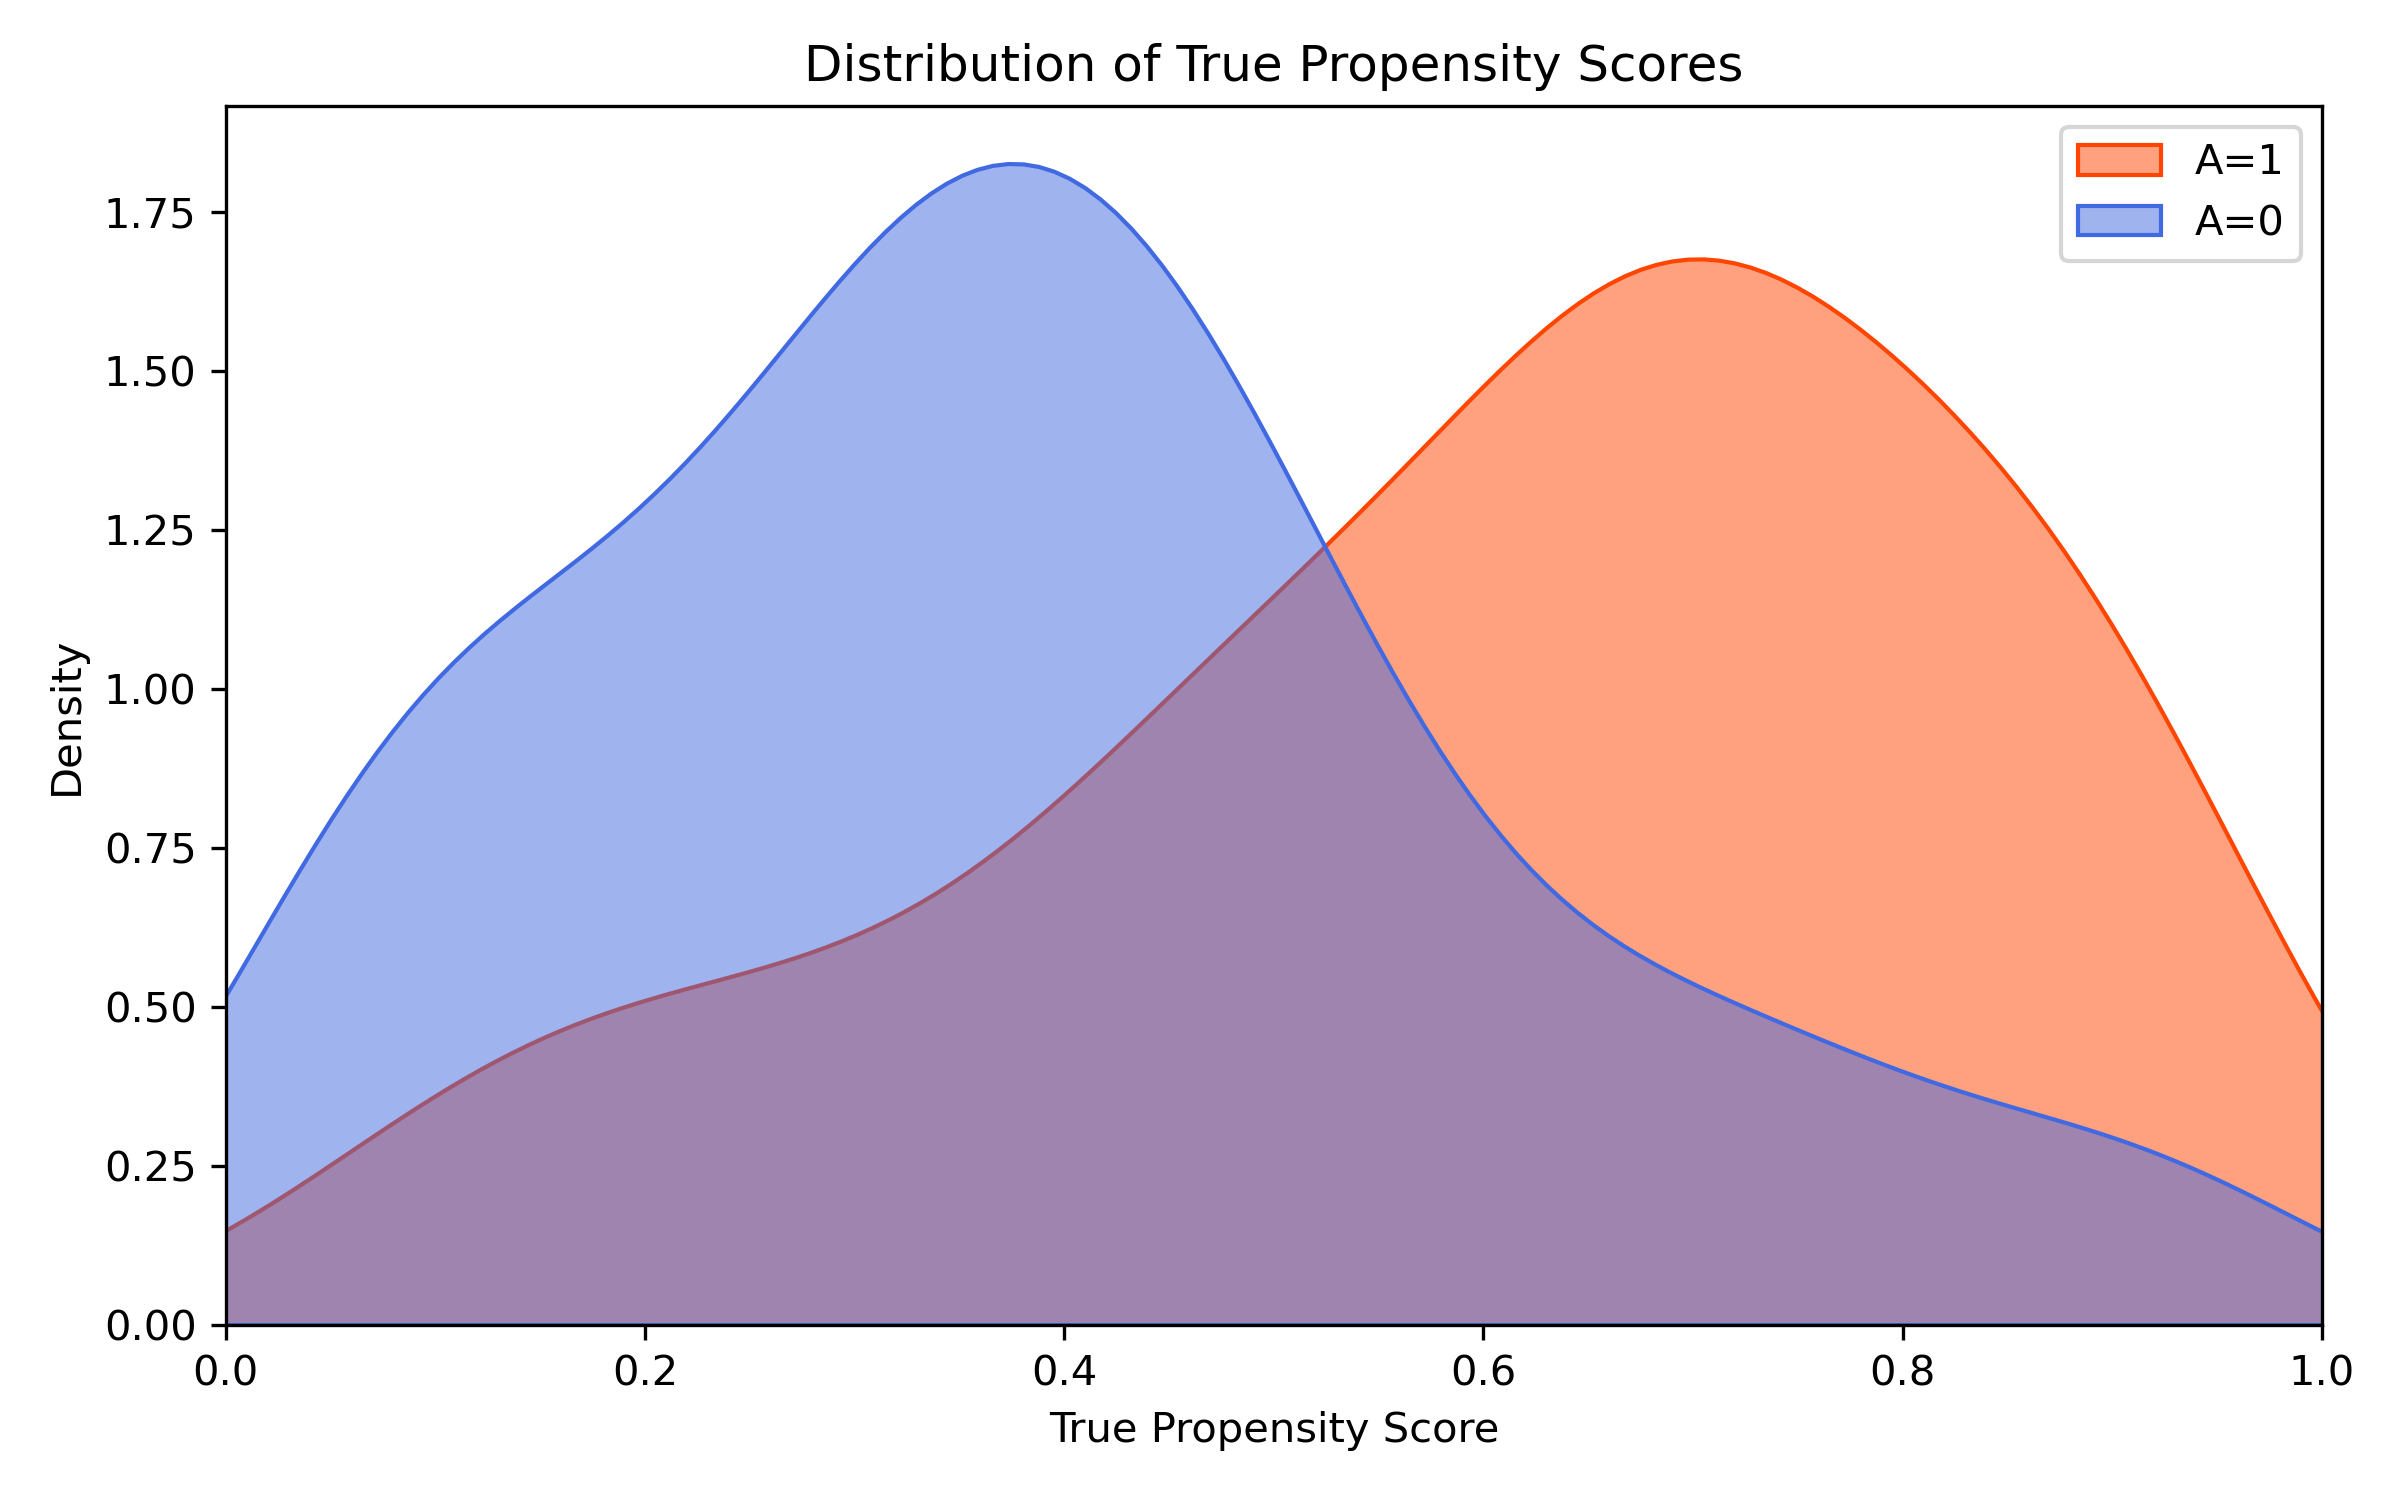 Distribution of True Propensity Scores
A=1
A=0
Density
1.75
1.50
1.25
1.00
0.75
0.50
0.25
0.00
0.0 0.2 0.4 0.6 0.8 1.0
True Propensity Score